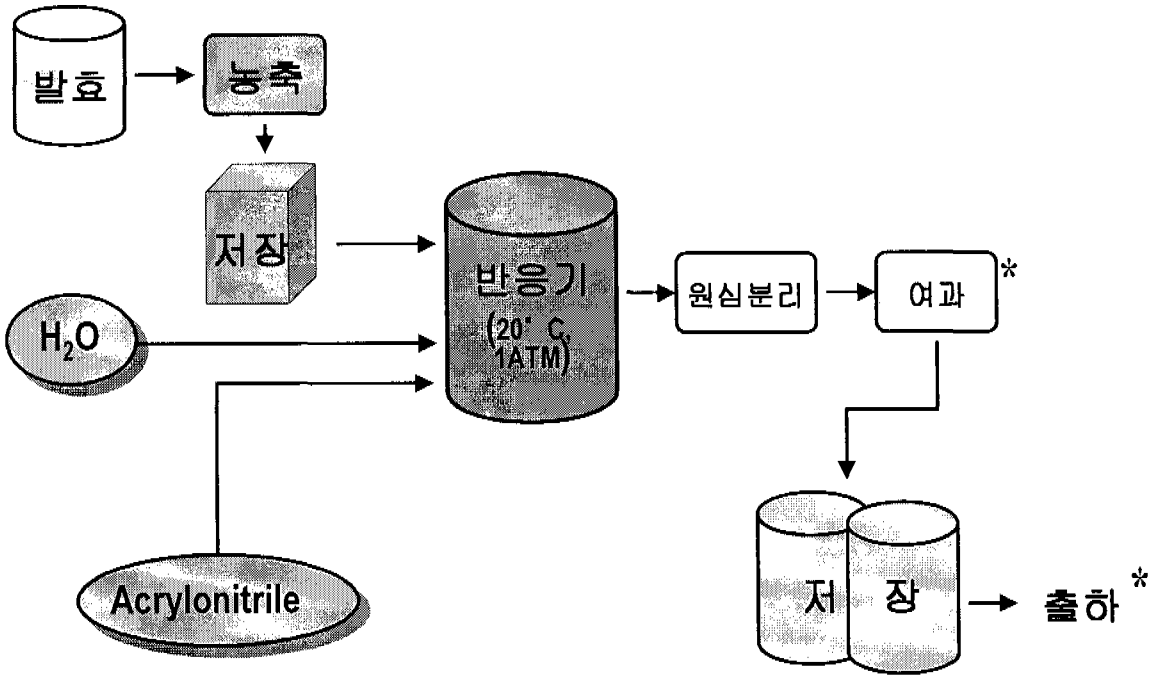 발효
농축
저장
H₂O
Acrylonitrile
반응기
(20° C,
1ATM)
원심분리
여과*
저 장
출하*